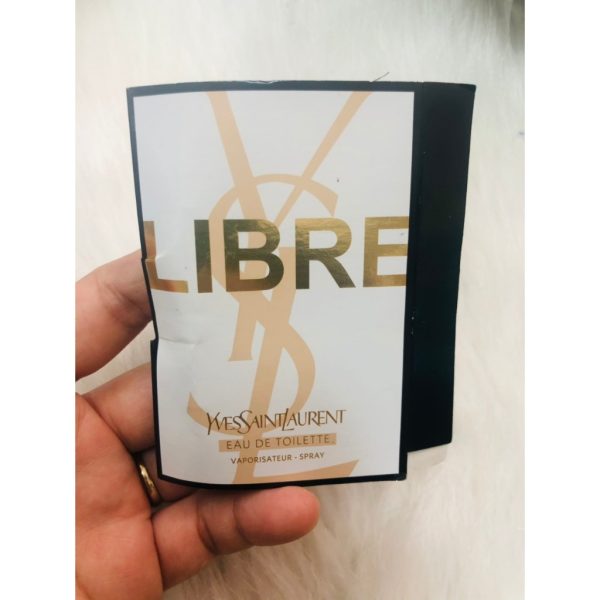 LIBRE
YVESSAINTLAURENT
EAU DE TOILETTE
VAPORISATEUR - SPRAY